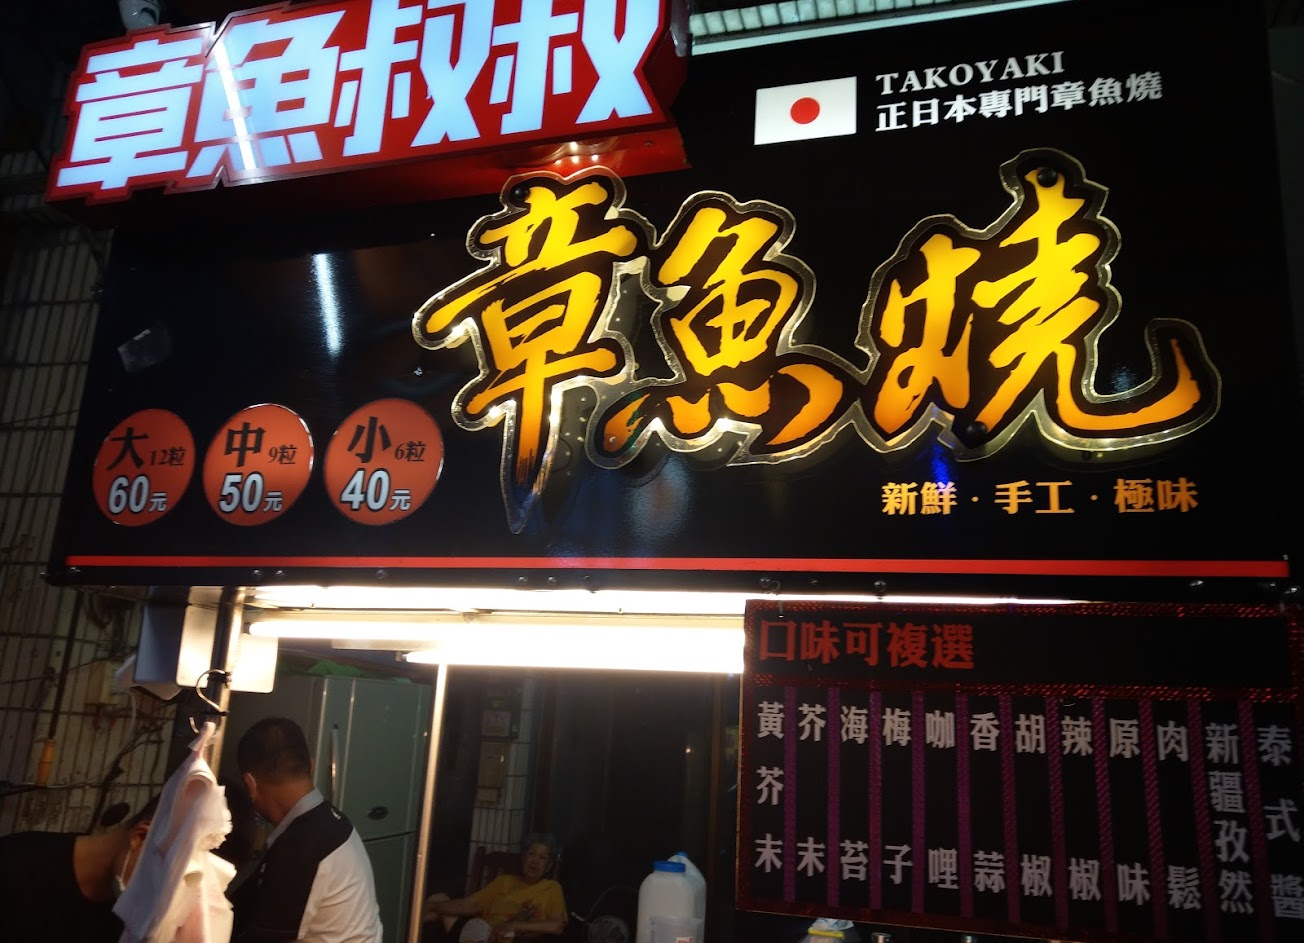 章魚叔叔
TAKOYAKI
正日本專門章魚燒
章魚燒
大 12粒
60元
中 9粒
50元
小 6粒
40元
新鮮·手工·極味
口味可複選
黃芥末
芥末
海苔
梅子
咖哩
香蒜
胡椒
辣椒
原味
肉鬆
新疆孜然
泰式醬